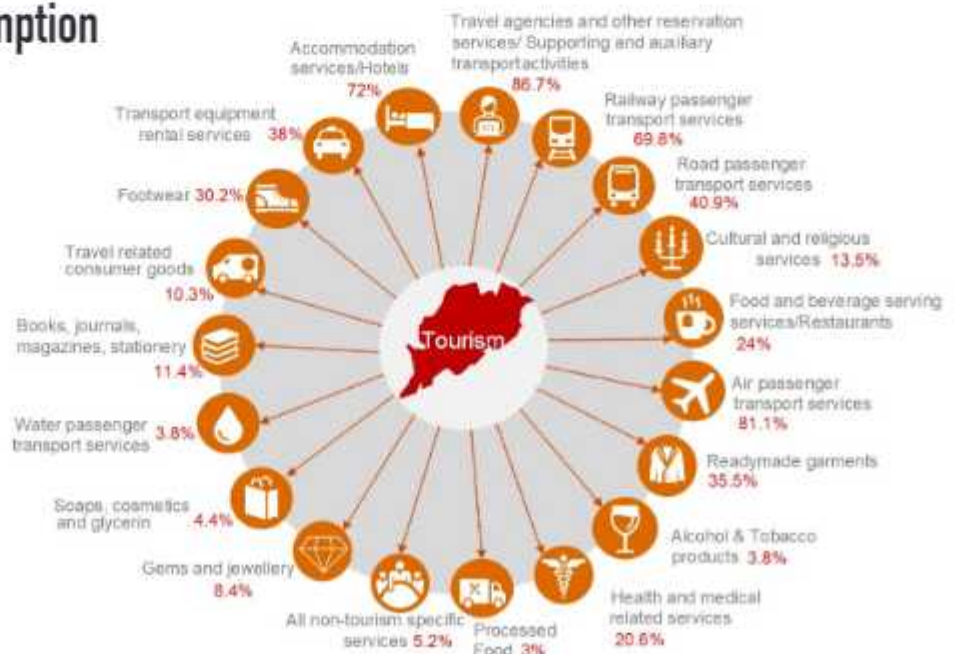 mption
Travel agencies and other reservation
services/ Supporting and auxiliary
transport activities
86.7%
Railway passenger
transport services
69.8%
Road passenger
transport services
40.9%
Cultural and religious
services 13.5%
Food and beverage serving
services/Restaurants
24%
Air passenger
transport services
81.1%
Readymade garments
35.5%
Alcohol & Tobacco
products 3.8%
Health and medical
related services
20.6%
Processed
Food 3%
All non-tourism specific
services 5.2%
Gems and jewellery
8.4%
Soaps, cosmetics
and glycerin 4.4%
Water passenger
transport services 3.8%
Books, journals,
magazines, stationery
11.4%
Travel related
consumer goods
10.3%
Footwear 30.2%
Transport equipment
rental services 38%
Accommodation
services/Hotels
72%
Tourism